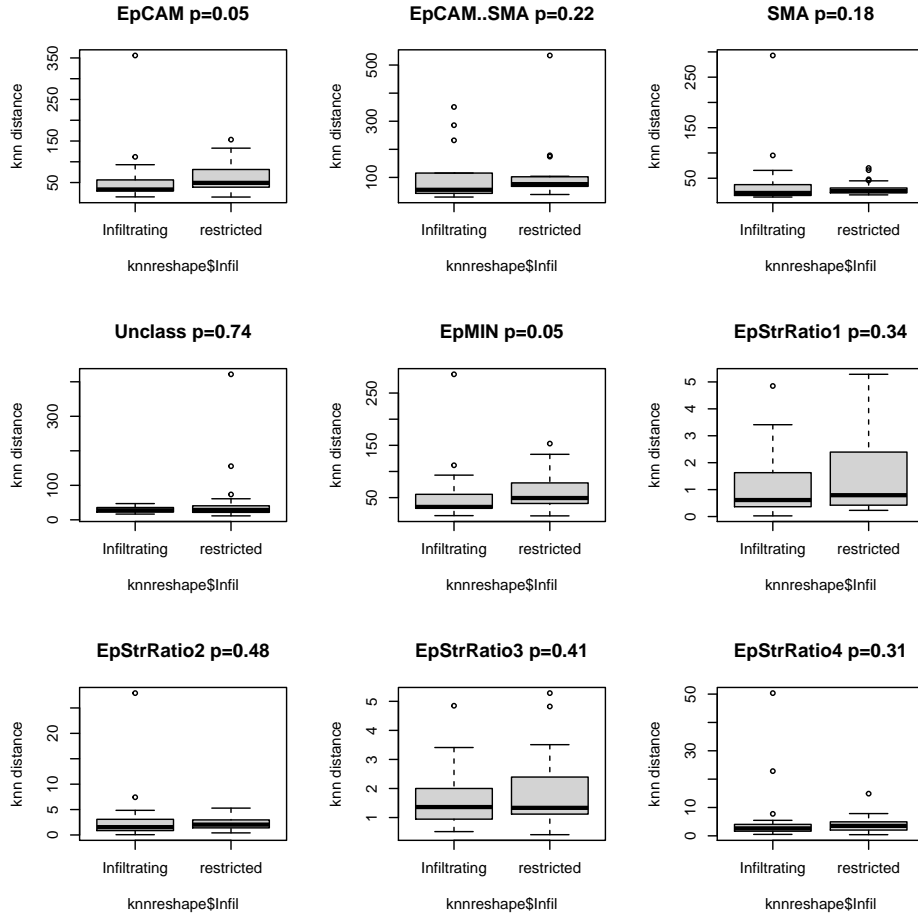 EpCAM p=0.05
knn distance
50
150
250
350
Infiltrating
restricted
knnreshape$Infil
EpCAM..SMA p=0.22
knn distance
100
300
500
Infiltrating
restricted
knnreshape$Infil
SMA p=0.18
knn distance
50
150
250
Infiltrating
restricted
knnreshape$Infil
Unclass p=0.74
knn distance
0
100
300
Infiltrating
restricted
knnreshape$Infil
EpMIN p=0.05
knn distance
50
150
250
Infiltrating
restricted
knnreshape$Infil
EpStrRatio1 p=0.34
knn distance
0
1
2
3
4
5
Infiltrating
restricted
knnreshape$Infil
EpStrRatio2 p=0.48
knn distance
0
5
10
20
Infiltrating
restricted
knnreshape$Infil
EpStrRatio3 p=0.41
knn distance
1
2
3
4
5
Infiltrating
restricted
knnreshape$Infil
EpStrRatio4 p=0.31
knn distance
0
10
30
50
Infiltrating
restricted
knnreshape$Infil